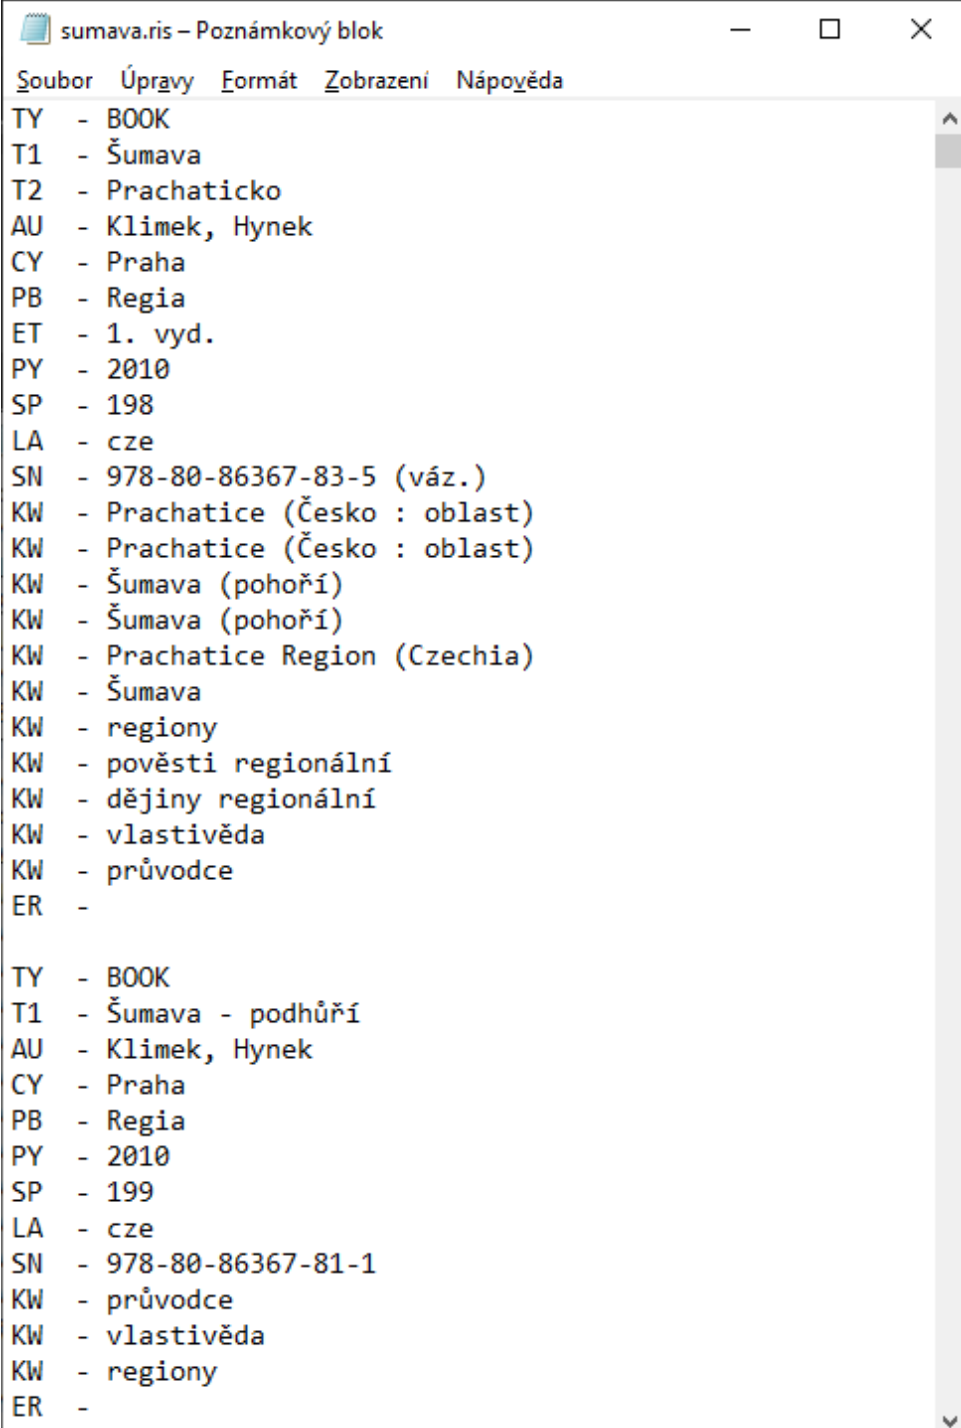 sumava.ris – Poznámkový blok
Soubor Úpravy Formát Zobrazení Nápověda
TY - BOOK
T1 - Šumava
T2 - Prachaticko
AU - Klimek, Hynek
CY - Praha
PB - Regia
ET - 1. vyd.
PY - 2010
SP - 198
LA - cze
SN - 978-80-86367-83-5 (váz.)
KW - Prachatice (Česko : oblast)
KW - Prachatice (Česko : oblast)
KW - Šumava (pohoří)
KW - Šumava (pohoří)
KW - Prachatice Region (Czechia)
KW - Šumava
KW - regiony
KW - pověsti regionální
KW - dějiny regionální
KW - vlastivěda
KW - průvodce
ER -
TY - BOOK
T1 - Šumava - podhůří
AU - Klimek, Hynek
CY - Praha
PB - Regia
PY - 2010
SP - 199
LA - cze
SN - 978-80-86367-81-1
KW - průvodce
KW - vlastivěda
KW - regiony
ER -